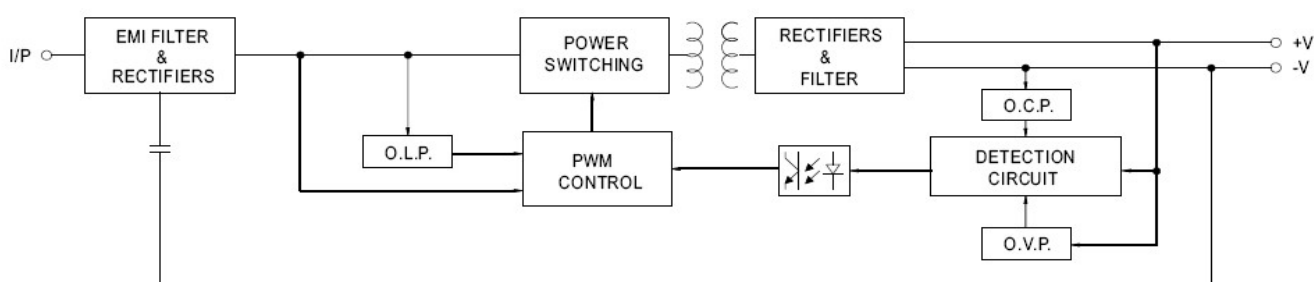 I/P
EMI FILTER
&
RECTIFIERS
POWER
SWITCHING
RECTIFIERS
&
FILTER
+V
-V
O.C.P.
O.L.P.
PWM
CONTROL
DETECTION
CIRCUIT
O.V.P.